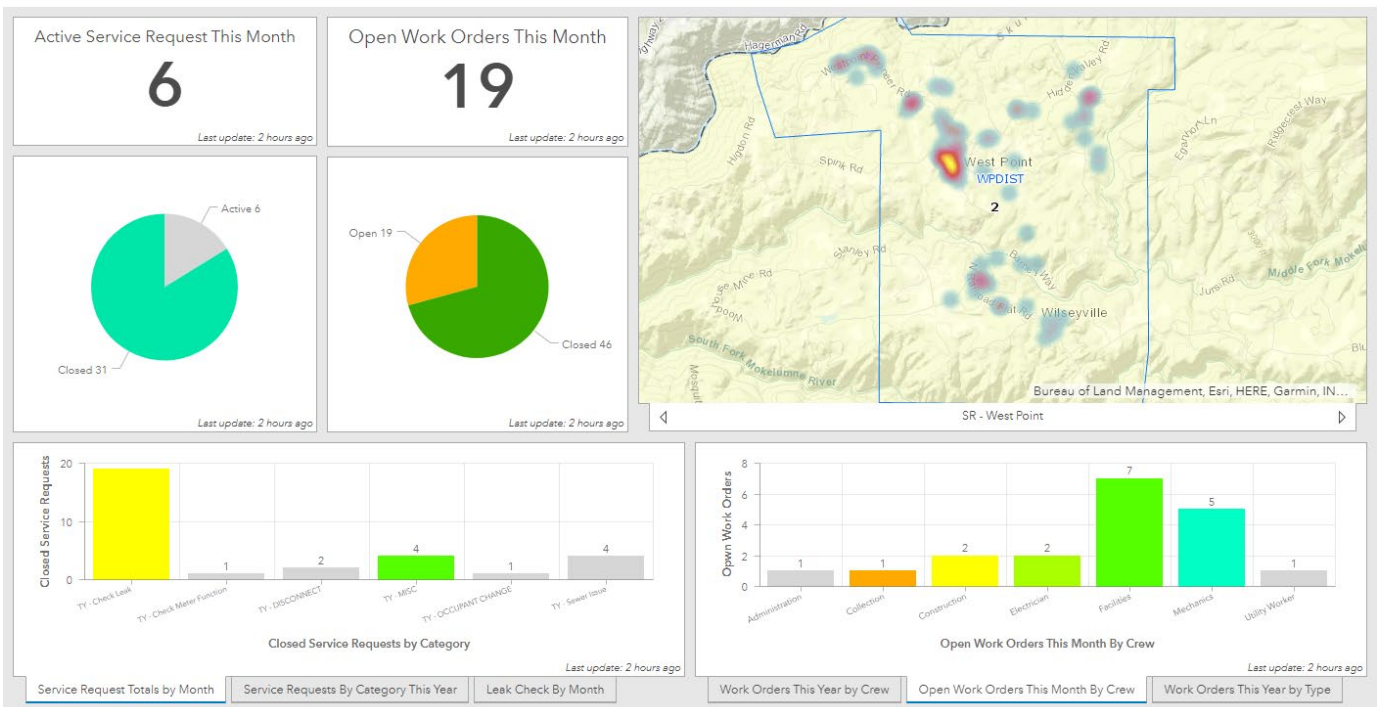 Active Service Request This Month
6
Last update: 2 hours ago
Open Work Orders This Month
19
Last update: 2 hours ago
Active 6
Closed 31
Last update: 2 hours ago
Open 19
Closed 46
Last update: 2 hours ago
Hagerman Rd
Higdon Rd
Spink Rd
Stanley Rd
Egarhorn Ln
Ridgecrest Way
West Point
WPDIST
2
Barney Way
Jurs Rd
Middle Fork Mokel
Wilseyville
South Fork Mokelumne River
Mosquit
3000
Blu
Bureau of Land Management, Esri, HERE, Garmin, IN...
SR - West Point
Closed Service Requests
20
10
0
1
2
4
1
4
TY - Check Leak
TY - Check Meter Function
TY - DISCONNECT
TY - MISC
TY - OCCUPANT CHANGE
TY - Sewer Issue
Closed Service Requests by Category
Last update: 2 hours ago
Service Request Totals by Month
Service Requests By Category This Year
Leak Check By Month
Opwn Work Orders
8
6
4
2
0
1
1
2
2
7
5
1
Administration
Collection
Construction
Electrician
Facilities
Mechanics
Utility Worker
Open Work Orders This Month By Crew
Last update: 2 hours ago
Work Orders This Year by Crew
Open Work Orders This Month By Crew
Work Orders This Year by Type